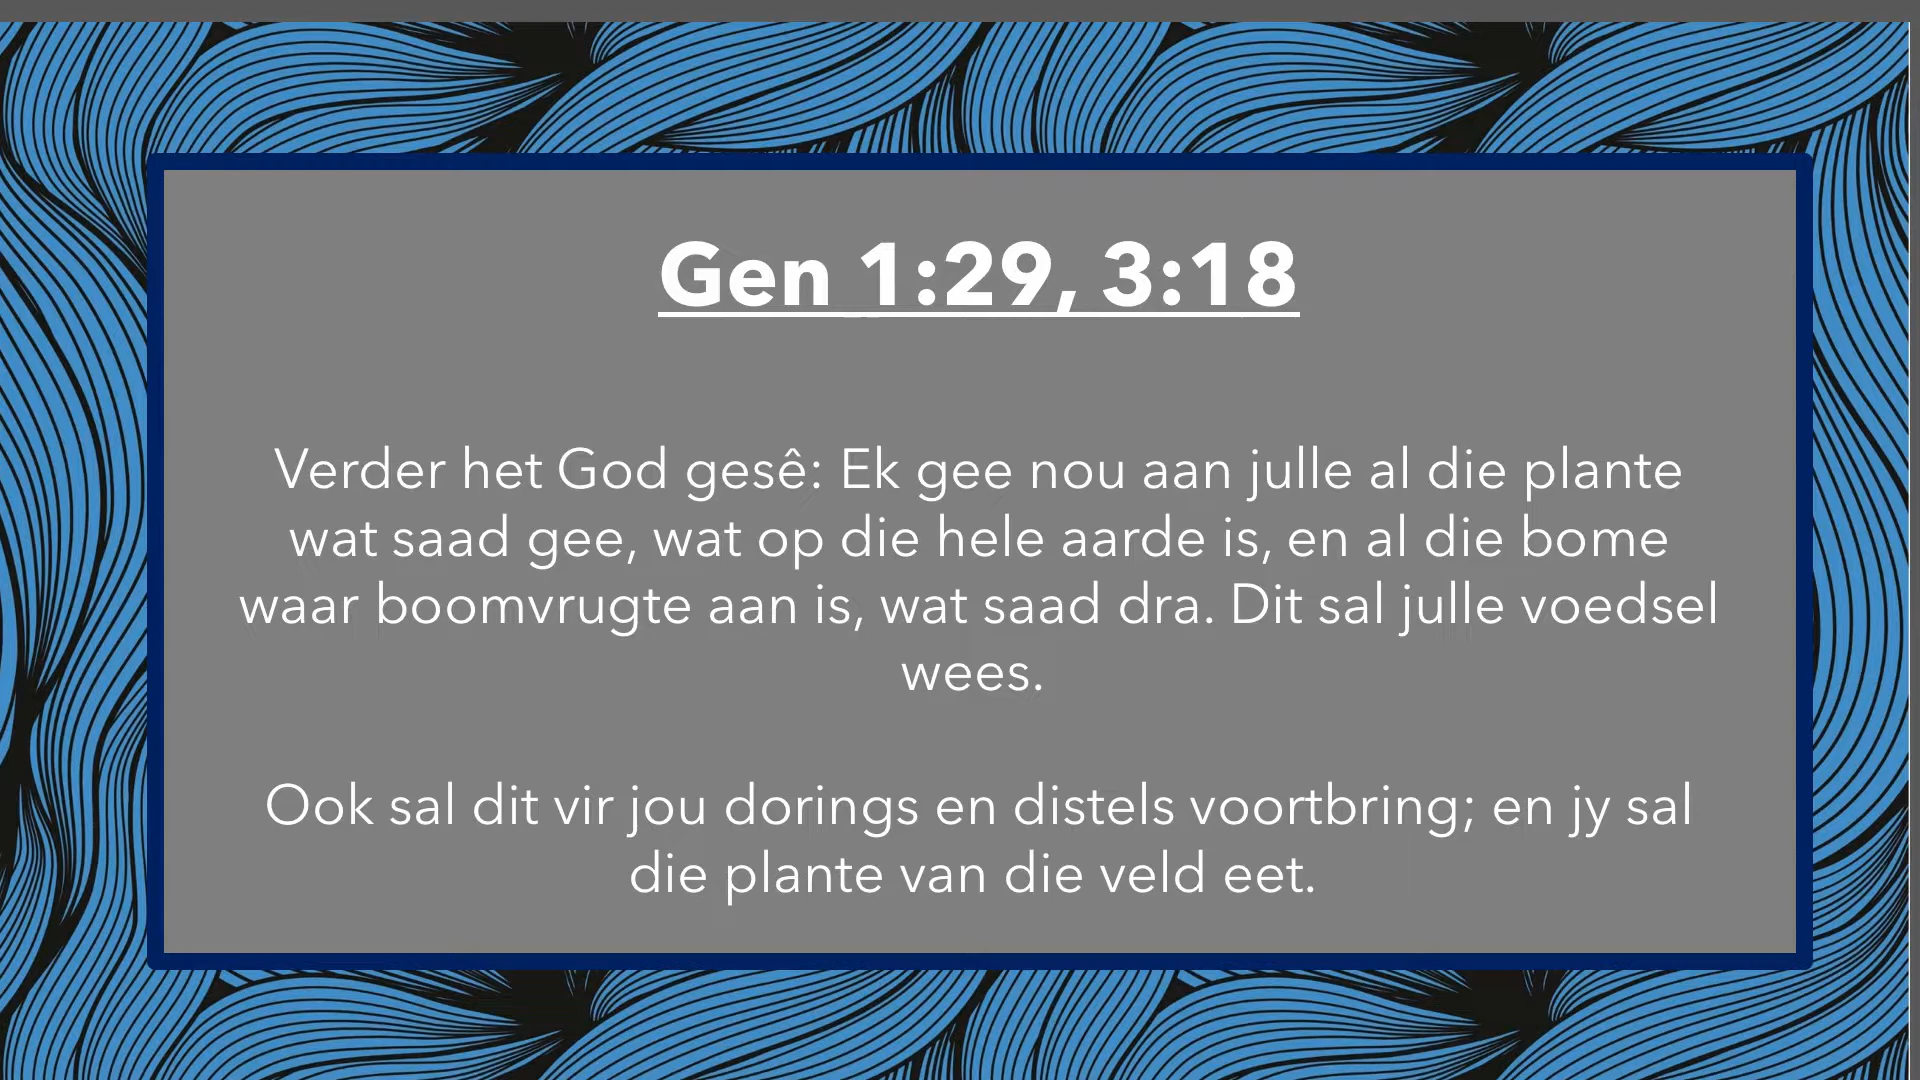 Gen 1:29, 3:18
Verder het God gesê: Ek gee nou aan julle al die plante
wat saad gee, wat op die hele aarde is, en al die bome
waar boomvrugte aan is, wat saad dra. Dit sal julle voedsel
wees.
Ook sal dit vir jou dorings en distels voortbring; en jy sal
die plante van die veld eet.